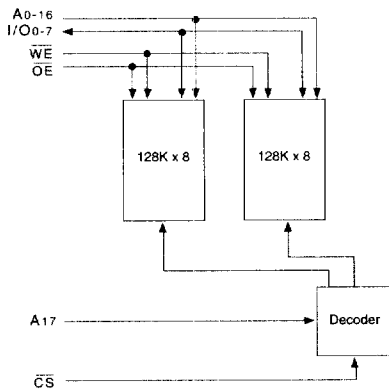 A0-16
I/O0-7
WE
OE
128K x 8
128K x 8
A17
Decoder
CS